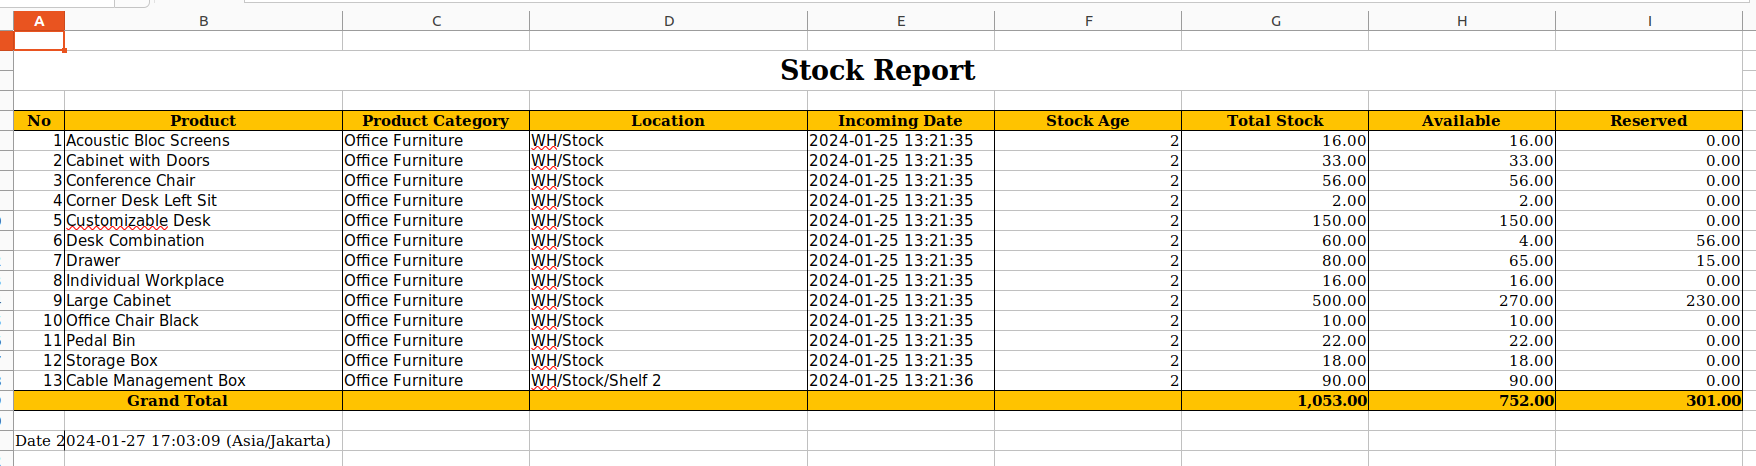 A B C D E F G H I
Stock Report
No Product Product Category Location Incoming Date Stock Age Total Stock Available Reserved
1 Acoustic Bloc Screens Office Furniture WH/Stock 2024-01-25 13:21:35 2 16.00 16.00 0.00
2 Cabinet with Doors Office Furniture WH/Stock 2024-01-25 13:21:35 2 33.00 33.00 0.00
3 Conference Chair Office Furniture WH/Stock 2024-01-25 13:21:35 2 56.00 56.00 0.00
4 Corner Desk Left Sit Office Furniture WH/Stock 2024-01-25 13:21:35 2 2.00 2.00 0.00
5 Customizable Desk Office Furniture WH/Stock 2024-01-25 13:21:35 2 150.00 150.00 0.00
6 Desk Combination Office Furniture WH/Stock 2024-01-25 13:21:35 2 60.00 4.00 56.00
7 Drawer Office Furniture WH/Stock 2024-01-25 13:21:35 2 80.00 65.00 15.00
8 Individual Workplace Office Furniture WH/Stock 2024-01-25 13:21:35 2 16.00 16.00 0.00
9 Large Cabinet Office Furniture WH/Stock 2024-01-25 13:21:35 2 500.00 270.00 230.00
10 Office Chair Black Office Furniture WH/Stock 2024-01-25 13:21:35 2 10.00 10.00 0.00
11 Pedal Bin Office Furniture WH/Stock 2024-01-25 13:21:35 2 22.00 22.00 0.00
12 Storage Box Office Furniture WH/Stock 2024-01-25 13:21:35 2 18.00 18.00 0.00
13 Cable Management Box Office Furniture WH/Stock/Shelf 2 2024-01-25 13:21:36 2 90.00 90.00 0.00
Grand Total 1,053.00 752.00 301.00
Date 2024-01-27 17:03:09 (Asia/Jakarta)